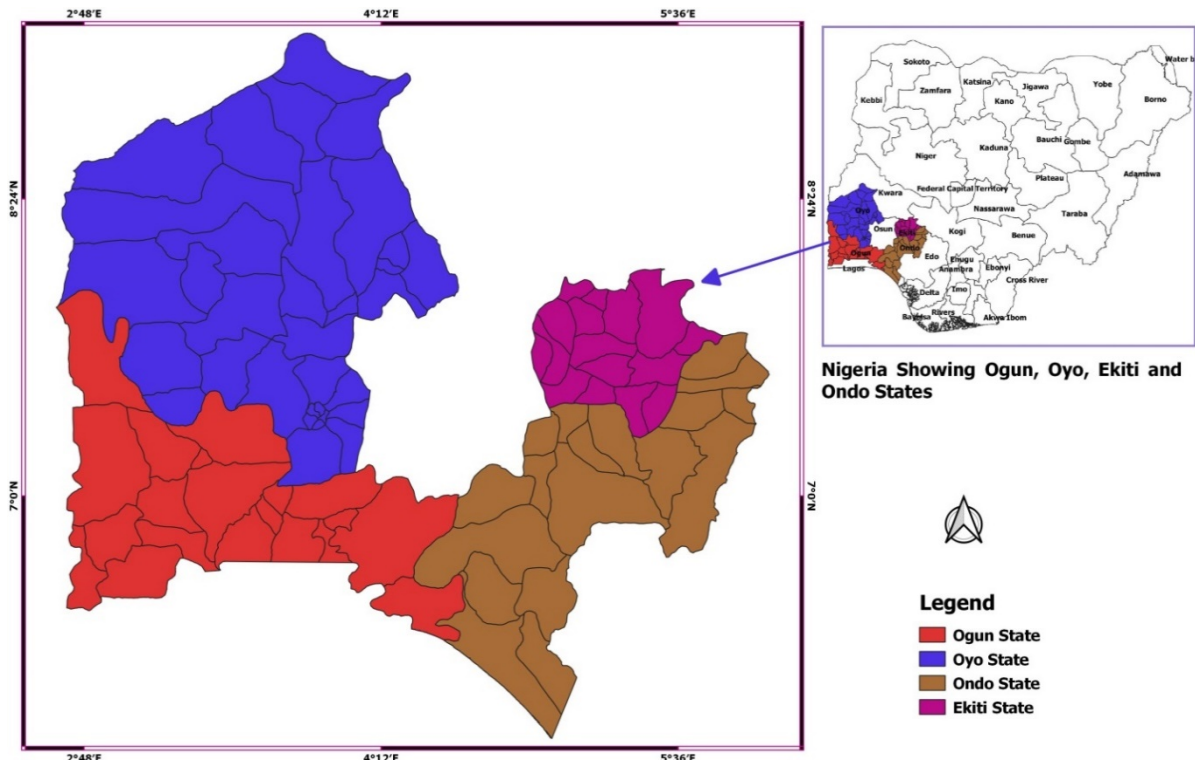 2°48'E
4°12'E
5°36'E
8°24'N
8°24'N
7°0'N
7°0'N
2°48'E
4°12'E
5°36'E
Sokoto
Katsina
Water b
Zamfara
Jigawa
Yobe
Kebbi
Kano
Borno
Bauchi
Gombe
Kaduna
Niger
Adamawa
Plateau
Kwara
Federal Capital Territory
Oyo
Nassarawa
Taraba
Osun
Ekiti
Kogi
Benue
Ogun
Ondo
Edo
Enugu
Lagos
Anambra
Ebonyi
Cross River
Delta
Imo
Rivers
Bayelsa
Akwa Ibom
Nigeria Showing Ogun, Oyo, Ekiti and
Ondo States
Legend
Ogun State
Oyo State
Ondo State
Ekiti State